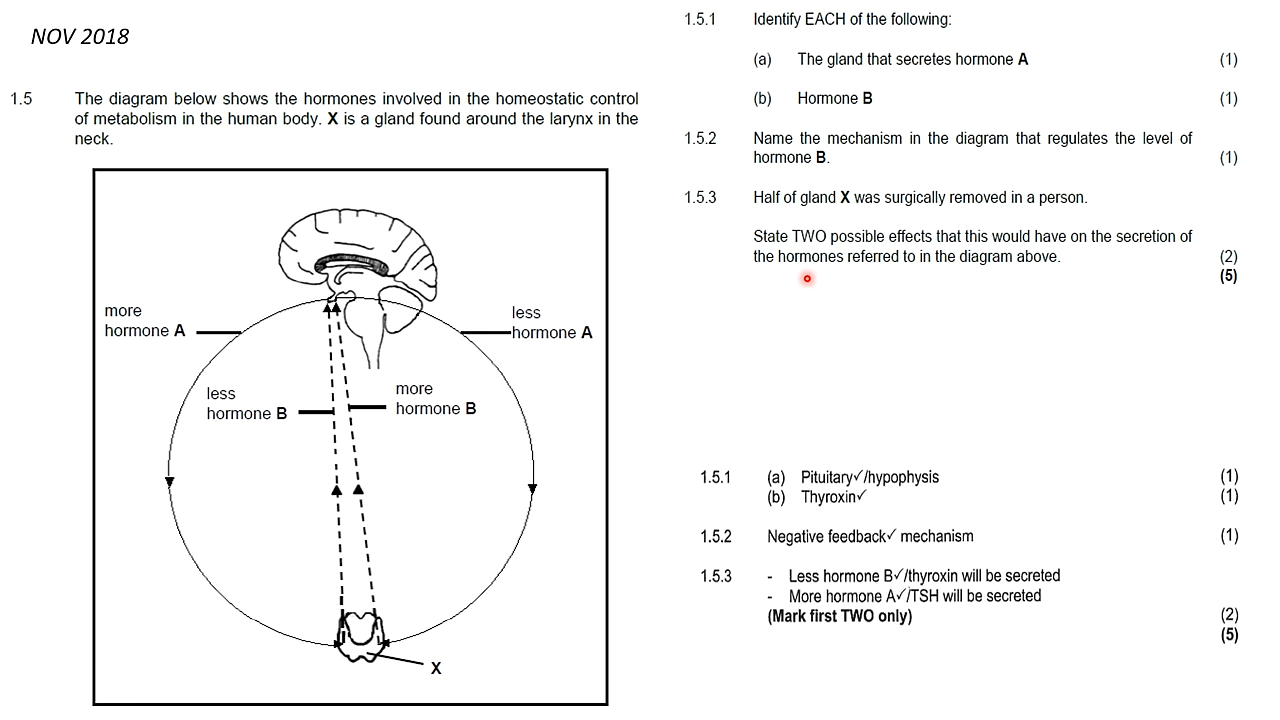 NOV 2018
1.5 The diagram below shows the hormones involved in the homeostatic control
of metabolism in the human body. X is a gland found around the larynx in the
neck.
more
hormone A
less
hormone A
less
hormone B
more
hormone B
X
1.5.1 Identify EACH of the following:
(a) The gland that secretes hormone A (1)
(b) Hormone B (1)
1.5.2 Name the mechanism in the diagram that regulates the level of
hormone B. (1)
1.5.3 Half of gland X was surgically removed in a person.
State TWO possible effects that this would have on the secretion of
the hormones referred to in the diagram above. (2)
(5)
1.5.1 (a) Pituitary✓/hypophysis (1)
(b) Thyroxin✓ (1)
1.5.2 Negative feedback✓ mechanism (1)
1.5.3 - Less hormone B✓/thyroxin will be secreted
- More hormone A✓/TSH will be secreted
(Mark first TWO only) (2)
(5)